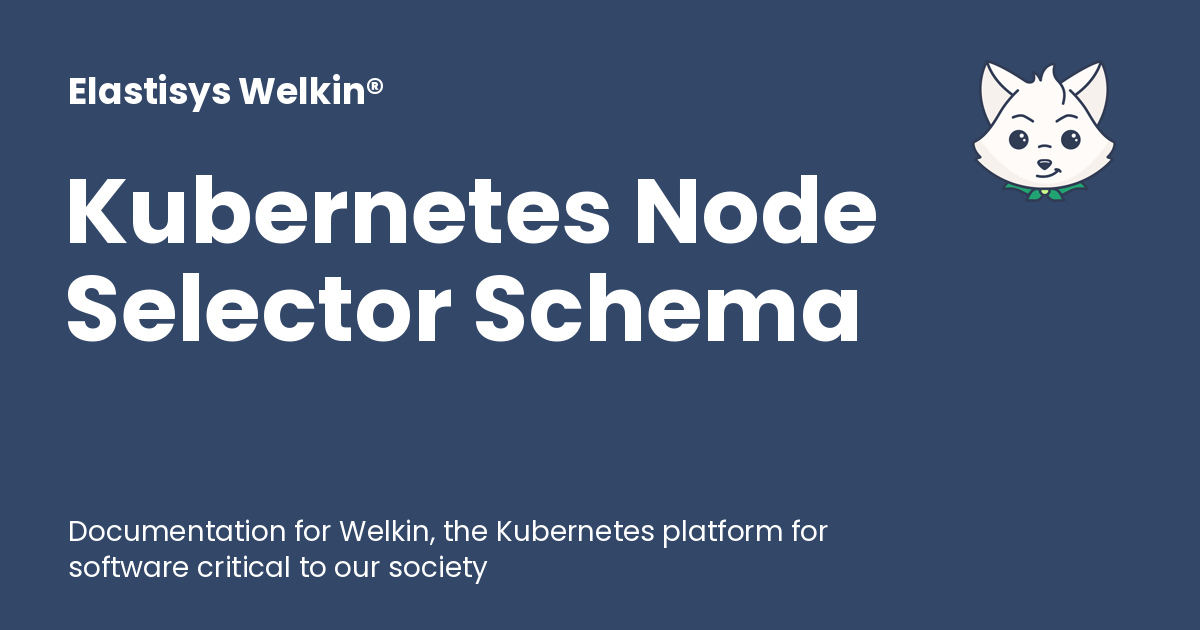 Elastisys Welkin®
Kubernetes Node
Selector Schema
Documentation for Welkin, the Kubernetes platform for
software critical to our society